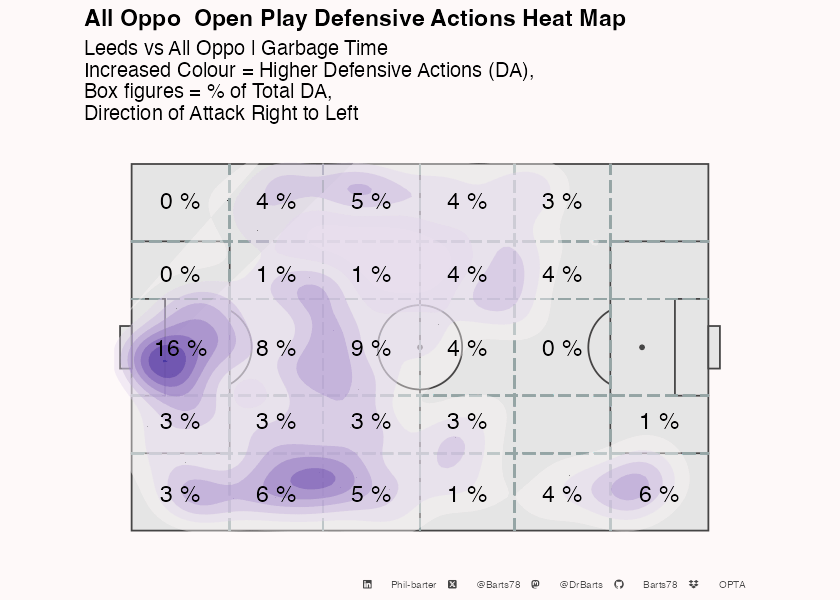 All Oppo  Open Play Defensive Actions Heat Map
Leeds vs All Oppo | Garbage Time
Increased Colour = Higher Defensive Actions (DA),
Box figures = % of Total DA,
Direction of Attack Right to Left
0 % 4 % 5 % 4 % 3 %
0 % 1 % 1 % 4 % 4 %
16 % 8 % 9 % 4 % 0 %
3 % 3 % 3 % 3 % 1 %
3 % 6 % 5 % 1 % 4 % 6 %
Phil-barter @Barts78 @DrBarts Barts78 OPTA